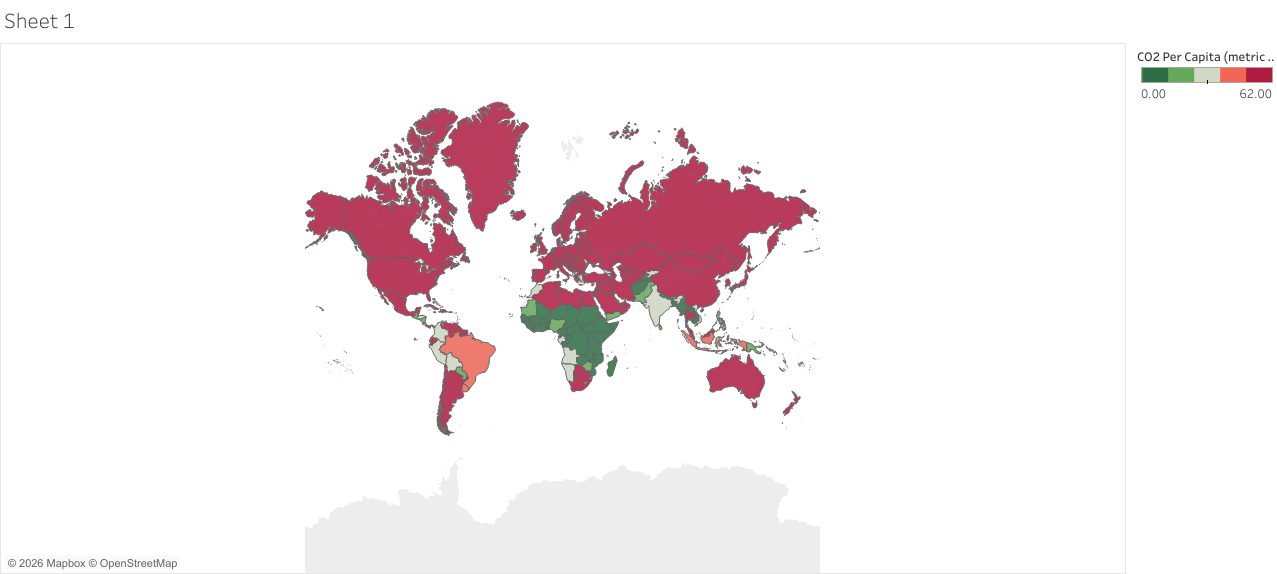 Sheet 1
CO2 Per Capita (metric ..
0.00 62.00
© 2026 Mapbox © OpenStreetMap